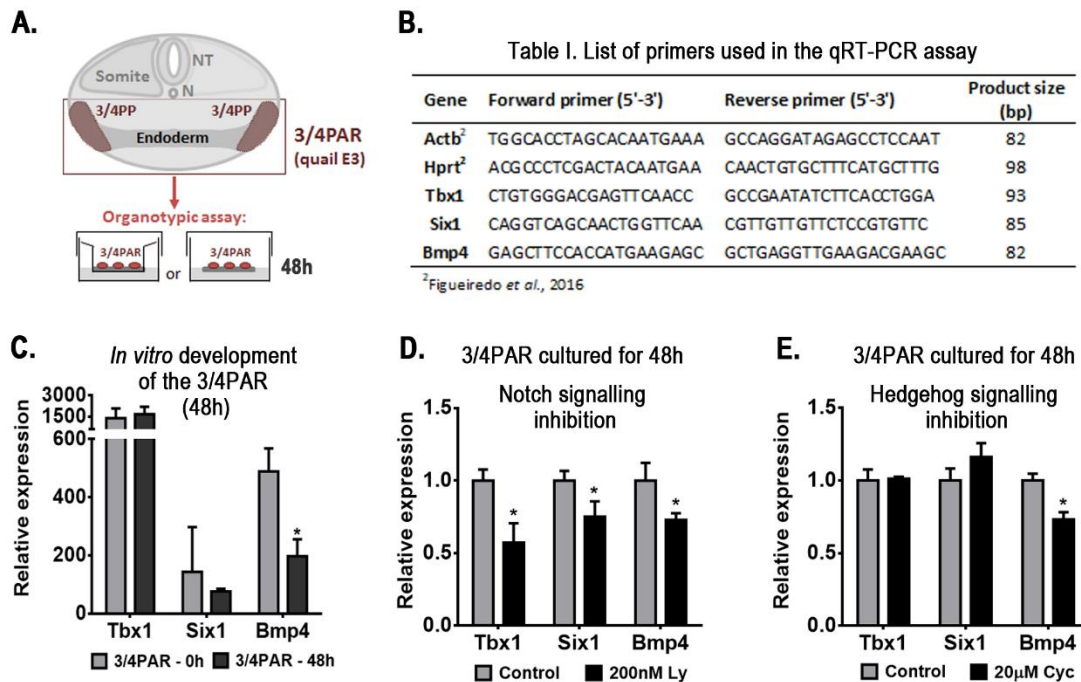 A.
Somite
NT
N
3/4PP
3/4PP
Endoderm
3/4PAR
(quail E3)
Organotypic assay:
3/4PAR
or
3/4PAR
48h
B.
Table I. List of primers used in the qRT-PCR assay
Gene Forward primer (5'-3') Reverse primer (5'-3') Product size (bp)
Actb² TGGCACCTAGCACAATGAAA GCCAGGATAGAGCCTCCAAT 82
Hprt² ACGCCCTCGACTACAATGAA CAACTGTGCTTTCATGCTTTG 98
Tbx1 CTGTGGGACGAGTTCAACC GCCGAATATCTTCACCTGGA 93
Six1 CAGGTCAGCAACTGGTTCAA CGTTGTTGTTCTCCGTGTTC 85
Bmp4 GAGCTTCCACCATGAAGAGC GCTGAGGTTGAAGACGAAGC 82
²Figueiredo et al., 2016
C.
In vitro development
of the 3/4PAR
(48h)
Relative expression
3000
1500
600
400
200
0
*
Tbx1 Six1 Bmp4
3/4PAR - 0h 3/4PAR - 48h
D.
3/4PAR cultured for 48h
Notch signalling
inhibition
Relative expression
1.5
1.0
0.5
0.0
* * *
Tbx1 Six1 Bmp4
Control 200nM Ly
E.
3/4PAR cultured for 48h
Hedgehog signalling
inhibition
Relative expression
1.5
1.0
0.5
0.0
*
Tbx1 Six1 Bmp4
Control 20µM Cyc